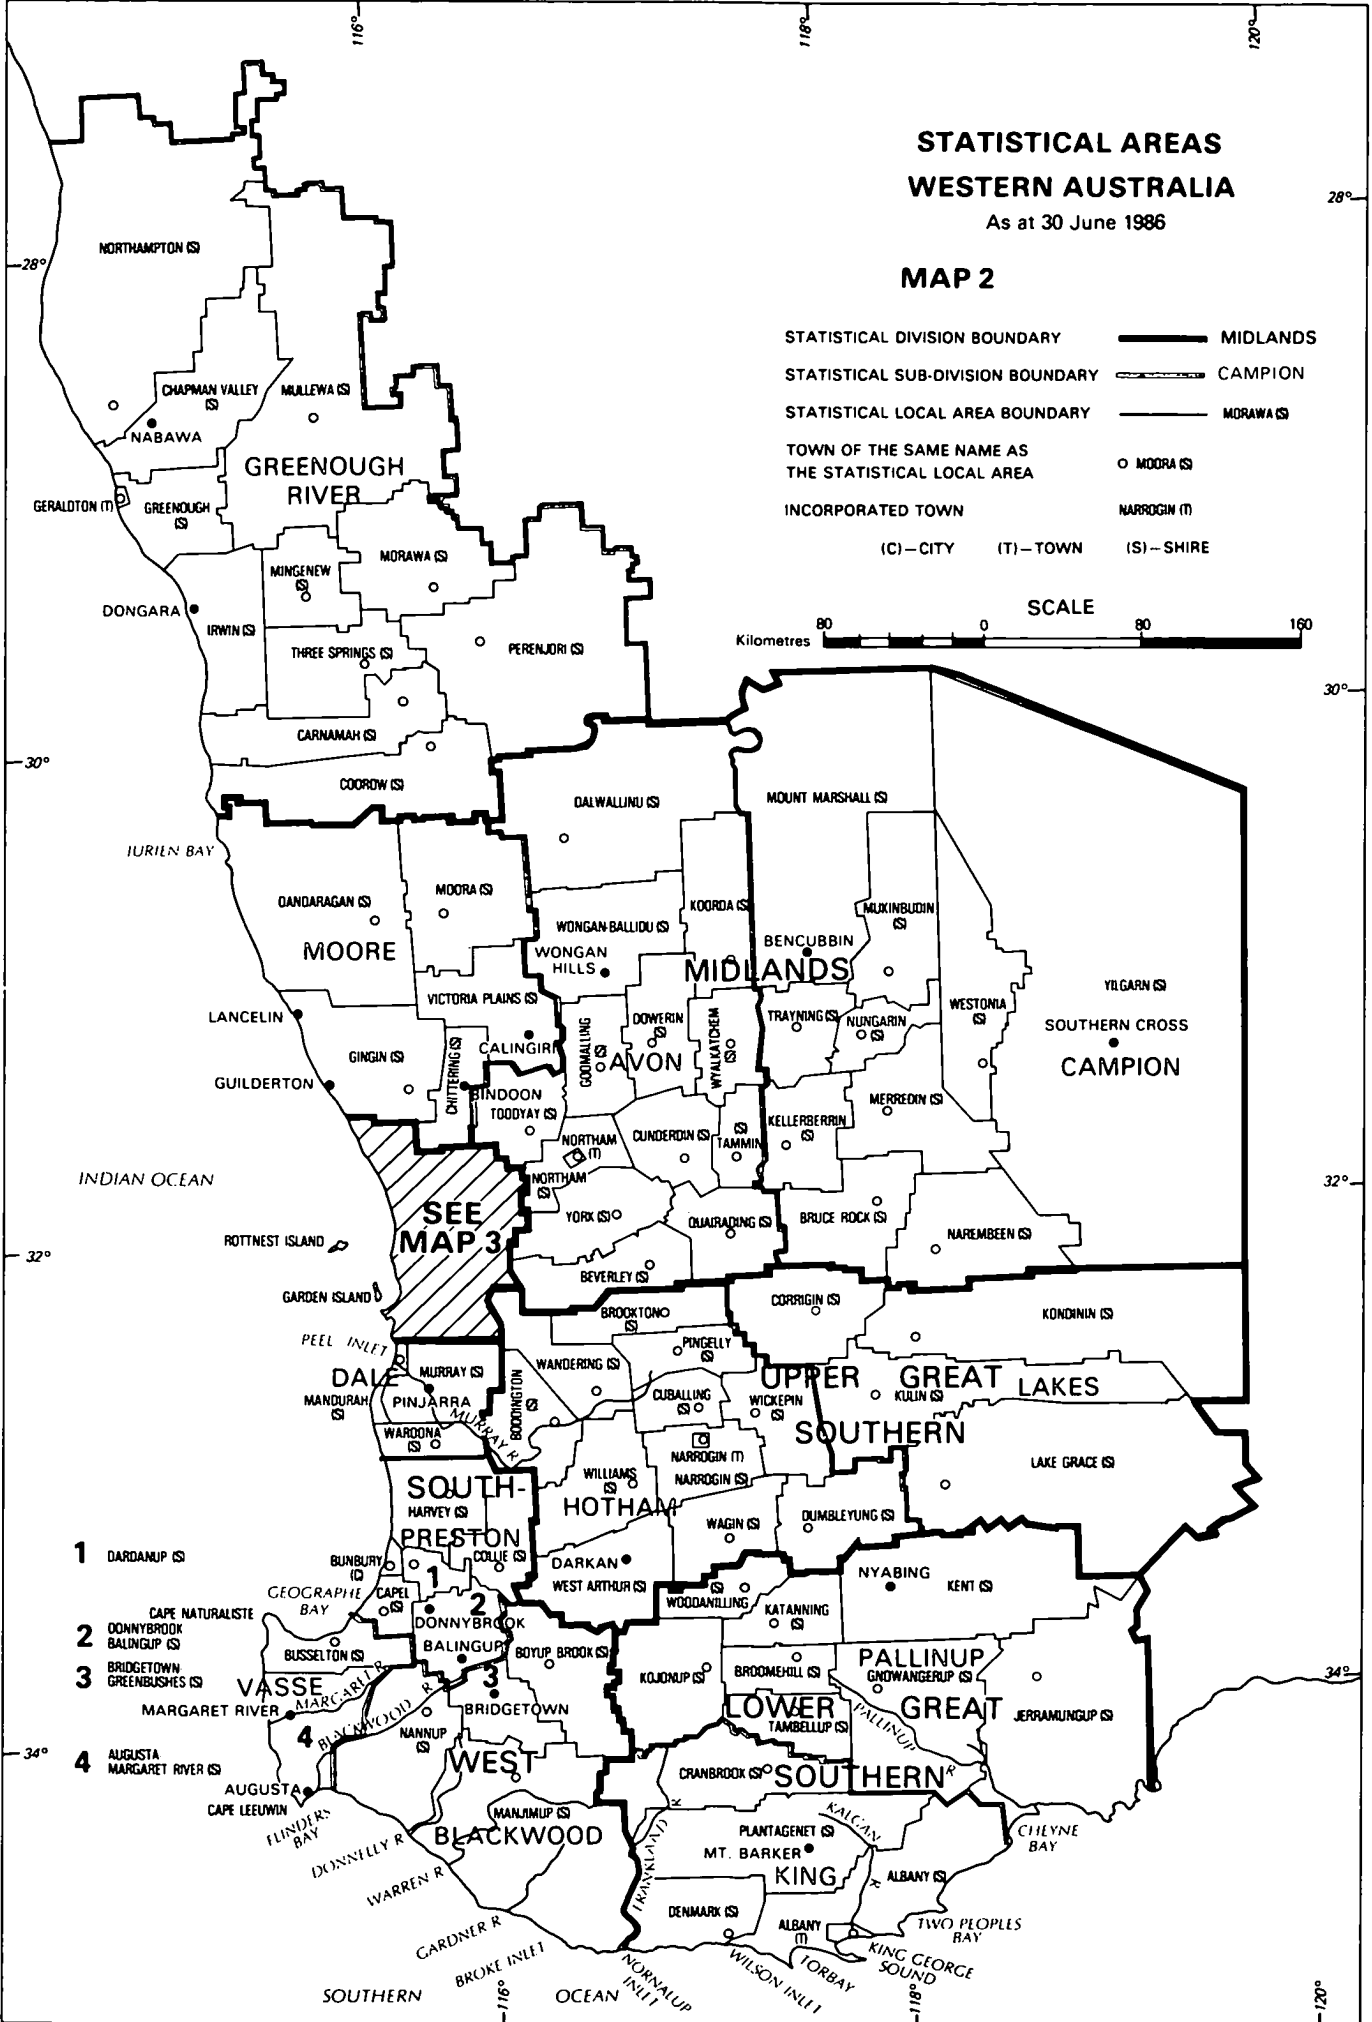 116°
118°
120°
STATISTICAL AREAS
WESTERN AUSTRALIA
As at 30 June 1986
MAP 2
28°
28°
STATISTICAL DIVISION BOUNDARY MIDLANDS
STATISTICAL SUB-DIVISION BOUNDARY CAMPION
STATISTICAL LOCAL AREA BOUNDARY MORAWA (S)
TOWN OF THE SAME NAME AS
THE STATISTICAL LOCAL AREA MOORA (S)
INCORPORATED TOWN NARROGIN (T)
(C)–CITY (T)–TOWN (S)–SHIRE
SCALE
Kilometres 80 0 80 160
NORTHAMPTON (S)
CHAPMAN VALLEY
(S)
MULLEWA (S)
NABAWA
GREENOUGH
RIVER
GERALDTON (T)
GREENOUGH
(S)
MINGENEW
(S)
MORAWA (S)
DONGARA
IRWIN (S)
THREE SPRINGS (S)
PERENJORI (S)
30°
CARNAMAH (S)
30°
COOROW (S)
DALWALLINU (S)
MOUNT MARSHALL (S)
JURIEN BAY
DANDARAGAN (S)
MOORA (S)
KOORDA (S)
MUKINBUDIN
(S)
WONGAN-BALLIDU (S)
MOORE
WONGAN
HILLS
BENCUBBIN
MIDLANDS
YILGARN (S)
VICTORIA PLAINS (S)
LANCELIN
DOWERIN
(S)
TRAYNING (S)
NUNGARIN
(S)
WESTONIA
(S)
SOUTHERN CROSS
GINGIN (S)
CHITTERING (S)
CALINGIRI
GOOMALLING
(S)
AVON
WYALKATCHEM
(S)
CAMPION
GUILDERTON
BINDOON
TOODYAY (S)
MERREDIN (S)
KELLERBERRIN
(S)
NORTHAM
(T)
CUNDERDIN (S)
(S)
TAMMIN
INDIAN OCEAN
NORTHAM
(S)
32°
SEE
MAP 3
YORK (S)
QUAIRADING (S)
BRUCE ROCK (S)
NAREMBEEN (S)
ROTTNEST ISLAND
32°
BEVERLEY (S)
GARDEN ISLAND
BROOKTON
(S)
CORRIGIN (S)
KONDININ (S)
PEEL INLET
PINGELLY
(S)
DALE
MURRAY (S)
WANDERING (S)
UPPER GREAT LAKES
MANDURAH
(S)
PINJARRA
BODDINGTON
(S)
CUBALLING
(S)
WICKEPIN
(S)
KULIN (S)
MURRAY R
WAROONA
(S)
SOUTHERN
NARROGIN (T)
NARROGIN (S)
LAKE GRACE (S)
SOUTH-
WILLIAMS
(S)
HARVEY (S)
HOTHAM
DUMBLEYUNG (S)
PRESTON
WAGIN (S)
1 DARDANUP (S)
BUNBURY
(C)
COLLIE (S)
1
DARKAN
WEST ARTHUR (S)
NYABING
KENT (S)
GEOGRAPHE
BAY
CAPEL
(S)
2
(S)
WOODANILLING
CAPE NATURALISTE
DONNYBROOK
KATANNING
(S)
2 DONNYBROOK
BALINGUP (S)
BUSSELTON (S)
BALINGUP
BOYUP BROOK (S)
3 BRIDGETOWN
GREENBUSHES (S)
KOJONUP (S)
BROOMEHILL (S)
PALLINUP
GNOWANGERUP (S)
34°
VASSE
MARGARET R
3
MARGARET RIVER
BRIDGETOWN
LOWER GREAT
JERRAMUNGUP (S)
4
BLACKWOOD R
NANNUP
(S)
TAMBELLUP (S)
PALLINUP R
34°
4 AUGUSTA
MARGARET RIVER (S)
WEST
CRANBROOK (S)
SOUTHERN
AUGUSTA
CAPE LEEUWIN
FLINDERS
BAY
MANJIMUP (S)
BLACKWOOD
DONNELLY R
FRANKLAND R
PLANTAGENET (S)
KALGAN R
CHEYNE
BAY
MT. BARKER
WARREN R
KING
ALBANY (S)
DENMARK (S)
ALBANY
(T)
TWO PEOPLES
BAY
GARDNER R
BROKE INLET
KING GEORGE
SOUND
NORNALUP
INLET
WILSON INLET
TORBAY
SOUTHERN OCEAN
116°
118°
120°